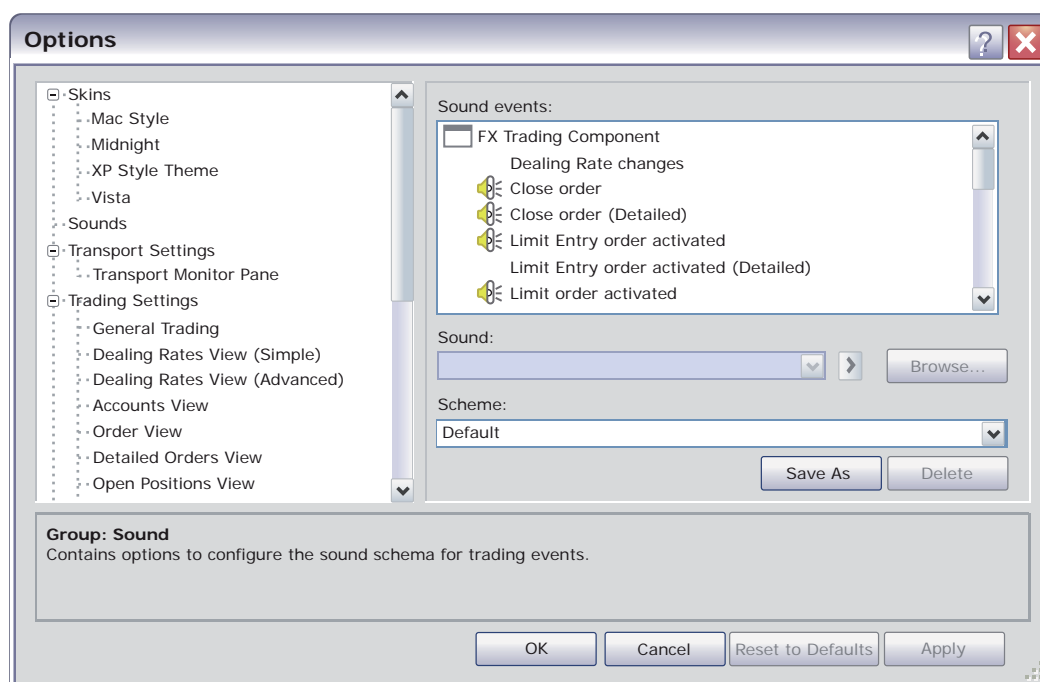 Options
Skins
Mac Style
Midnight
XP Style Theme
Vista
Sounds
Transport Settings
Transport Monitor Pane
Trading Settings
General Trading
Dealing Rates View (Simple)
Dealing Rates View (Advanced)
Accounts View
Order View
Detailed Orders View
Open Positions View
Sound events:
FX Trading Component
Dealing Rate changes
Close order
Close order (Detailed)
Limit Entry order activated
Limit Entry order activated (Detailed)
Limit order activated
Sound:
Browse...
Scheme:
Default
Save As
Delete
Group: Sound
Contains options to configure the sound schema for trading events.
OK
Cancel
Reset to Defaults
Apply